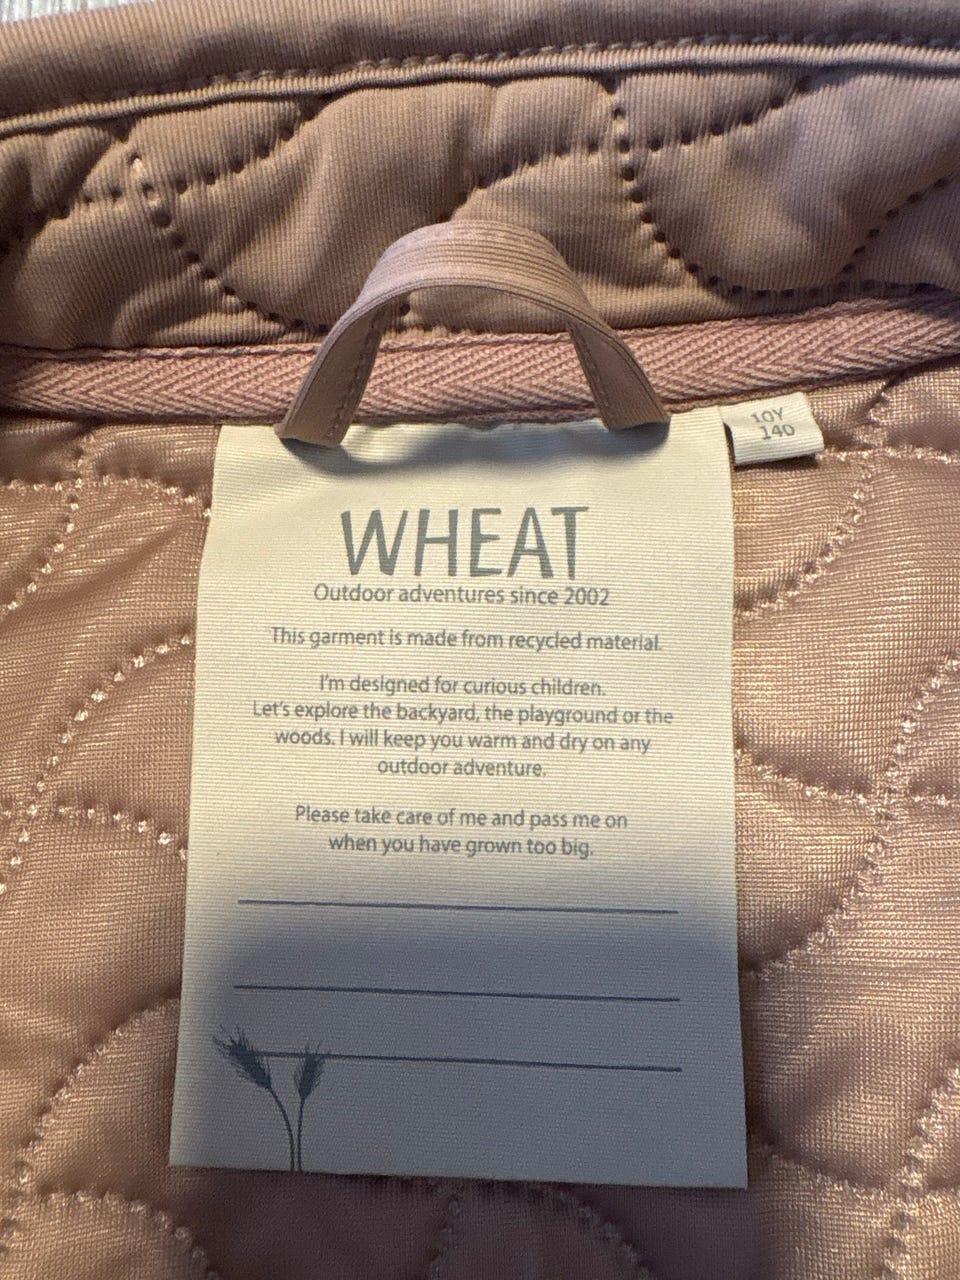 10Y
140
WHEAT
Outdoor adventures since 2002
This garment is made from recycled material.
I'm designed for curious children.
Let's explore the backyard, the playground or the
woods. I will keep you warm and dry on any
outdoor adventure.
Please take care of me and pass me on
when you have grown too big.